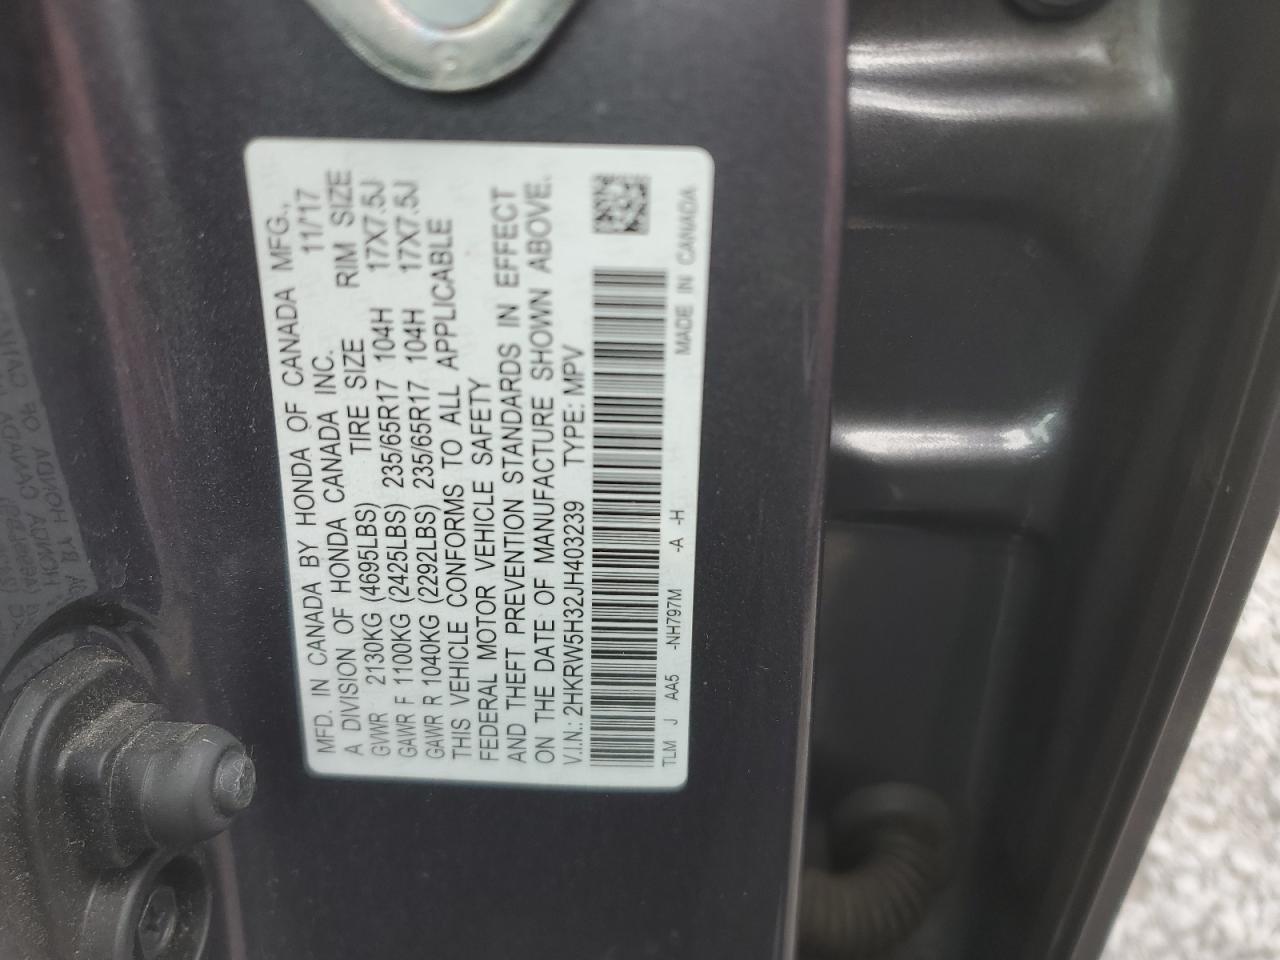 MFD. IN CANADA BY HONDA OF CANADA MFG.,
A DIVISION OF HONDA CANADA INC. 11/17
GVWR 2130KG (4695LBS) TIRE SIZE RIM SIZE
GAWR F 1100KG (2425LBS) 235/65R17 104H 17X7.5J
GAWR R 1040KG (2292LBS) 235/65R17 104H 17X7.5J
THIS VEHICLE CONFORMS TO ALL APPLICABLE
FEDERAL MOTOR VEHICLE SAFETY
AND THEFT PREVENTION STANDARDS IN EFFECT
ON THE DATE OF MANUFACTURE SHOWN ABOVE.
V.I.N.: 2HKRW5H32JH403239 TYPE: MPV
TLM J AA5 -NH797M -A -H MADE IN CANADA